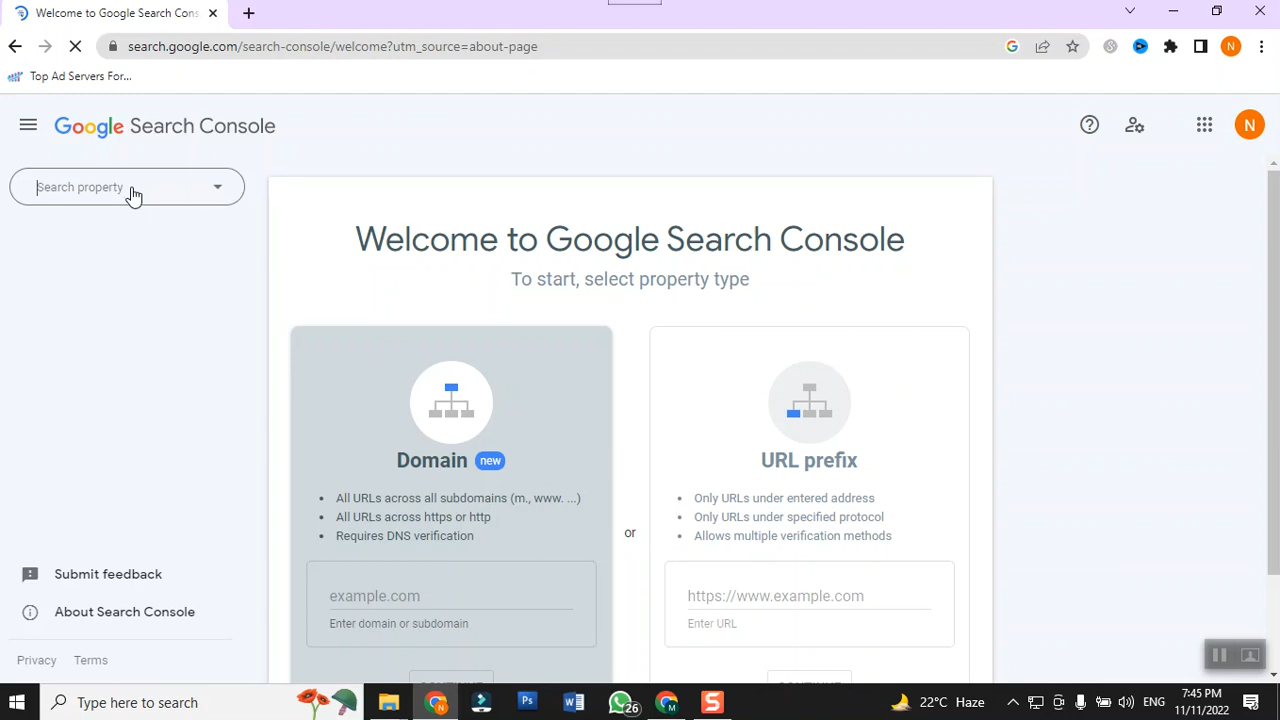 Welcome to Google Search Cons
search.google.com/search-console/welcome?utm_source=about-page
N
Top Ad Servers For...
Google Search Console
N
Search property
Welcome to Google Search Console
To start, select property type
Domain new
URL prefix
All URLs across all subdomains (m., www. ...)
All URLs across https or http
Requires DNS verification
or
Only URLs under entered address
Only URLs under specified protocol
Allows multiple verification methods
example.com
Enter domain or subdomain
https://www.example.com
Enter URL
Submit feedback
About Search Console
Privacy Terms
Type here to search
Ps
W
26
S
22°C Haze
ENG
7:45 PM
11/11/2022